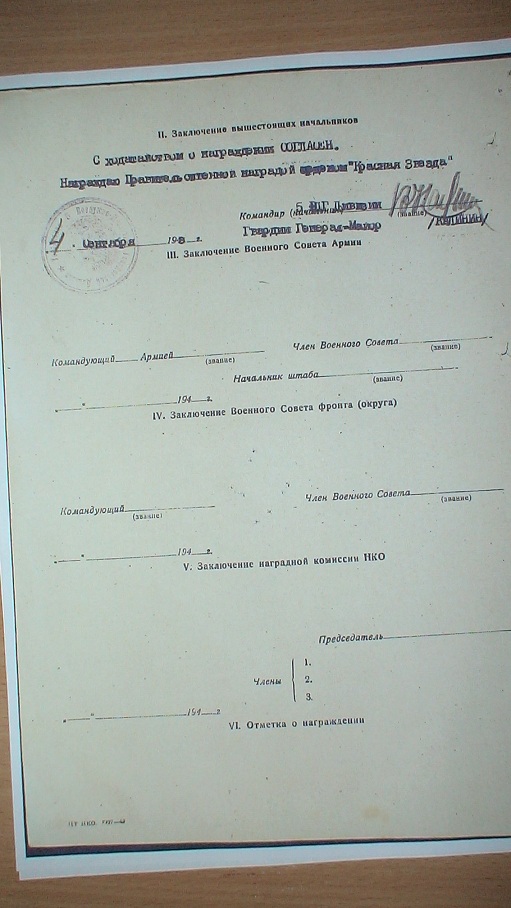 II. Заключение вышестоящих начальников
С ходатайством о награждении СОГЛАСЕН.
Награждаю Правительственной наградой орденом "Красная Звезда"
Командир (начальник) 5 Ш.Г. Дивизии
(звание)
Гвардии Генерал-Майор /КАЛИНИН/
4 . сентября 194 г.
III. Заключение Военного Совета Армии
Командующий Армией Член Военного Совета
(звание) (звание)
Начальник штаба
(звание)
" " 194 г.
IV. Заключение Военного Совета фронта (округа)
Командующий Член Военного Совета
(звание) (звание)
" " 194 г.
V. Заключение наградной комиссии НКО
Председатель
Члены
1.
2.
3.
" " 194 г.
VI. Отметка о награждении